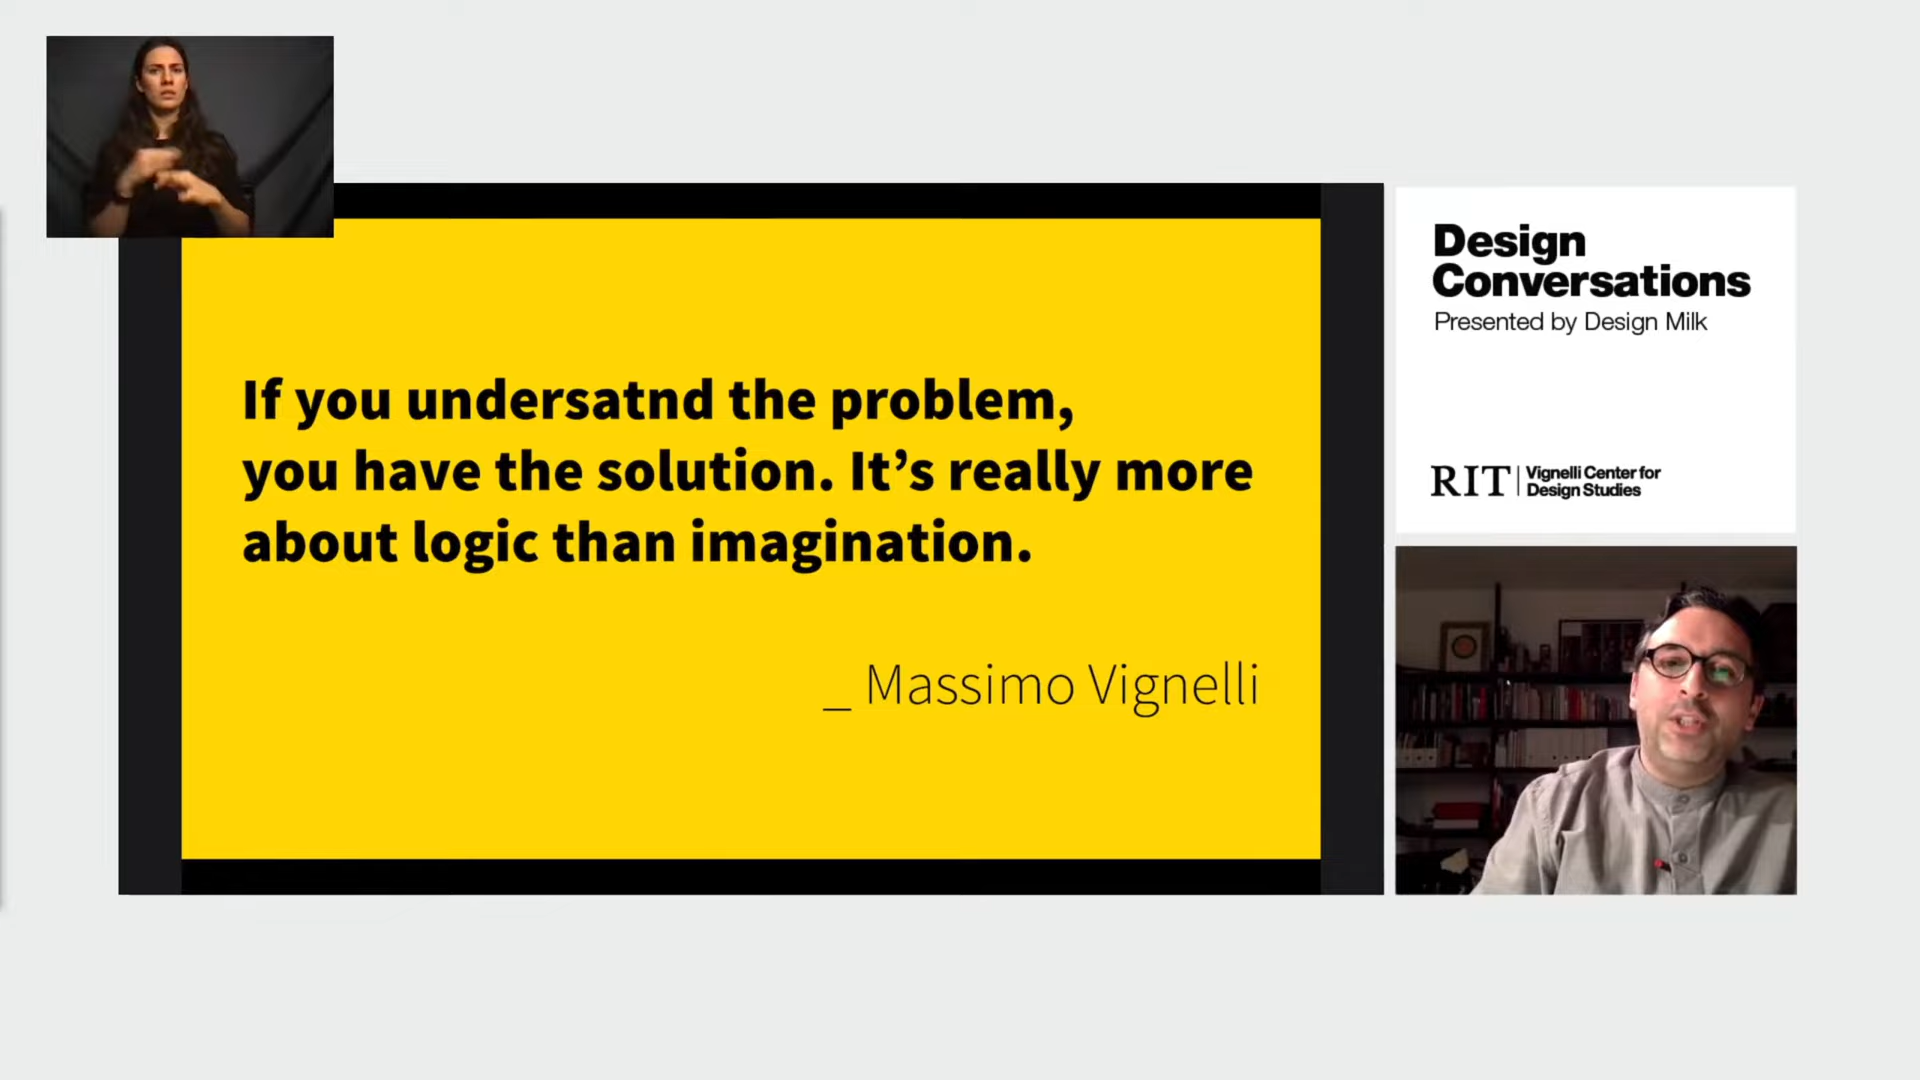 If you undersatnd the problem,
you have the solution. It’s really more
about logic than imagination.
_ Massimo Vignelli
Design
Conversations
Presented by Design Milk
RIT | Vignelli Center for
Design Studies